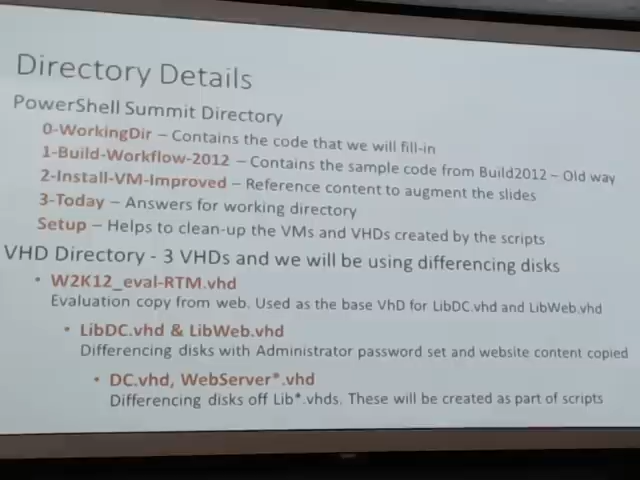 Directory Details
PowerShell Summit Directory
0-WorkingDir – Contains the code that we will fill-in
1-Build-Workflow-2012 – Contains the sample code from Build2012 – Old way
2-Install-VM-Improved – Reference content to augment the slides
3-Today – Answers for working directory
Setup – Helps to clean-up the VMs and VHDs created by the scripts
VHD Directory - 3 VHDs and we will be using differencing disks
• W2K12_eval-RTM.vhd
Evaluation copy from web. Used as the base VhD for LibDC.vhd and LibWeb.vhd
• LibDC.vhd & LibWeb.vhd
Differencing disks with Administrator password set and website content copied
• DC.vhd, WebServer*.vhd
Differencing disks off Lib*.vhds. These will be created as part of scripts